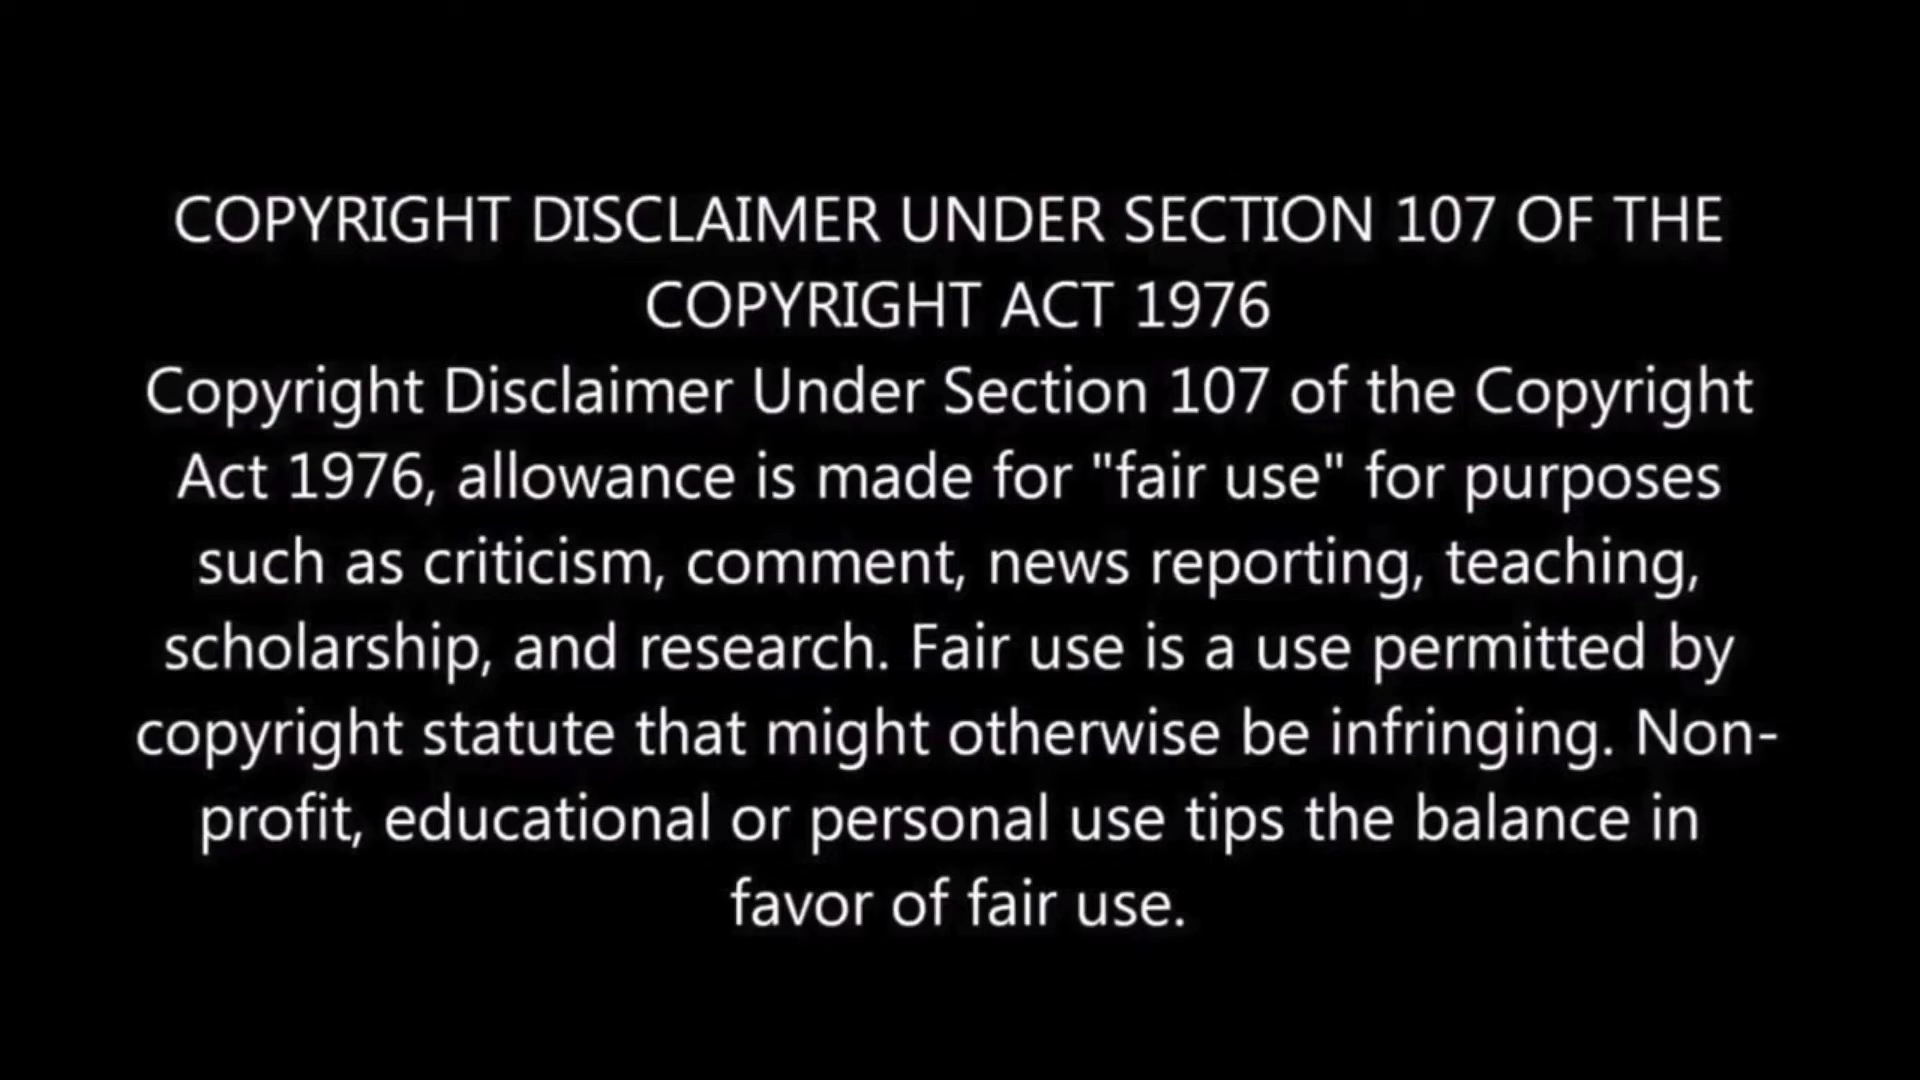 COPYRIGHT DISCLAIMER UNDER SECTION 107 OF THE
COPYRIGHT ACT 1976
Copyright Disclaimer Under Section 107 of the Copyright
Act 1976, allowance is made for "fair use" for purposes
such as criticism, comment, news reporting, teaching,
scholarship, and research. Fair use is a use permitted by
copyright statute that might otherwise be infringing. Non-
profit, educational or personal use tips the balance in
favor of fair use.